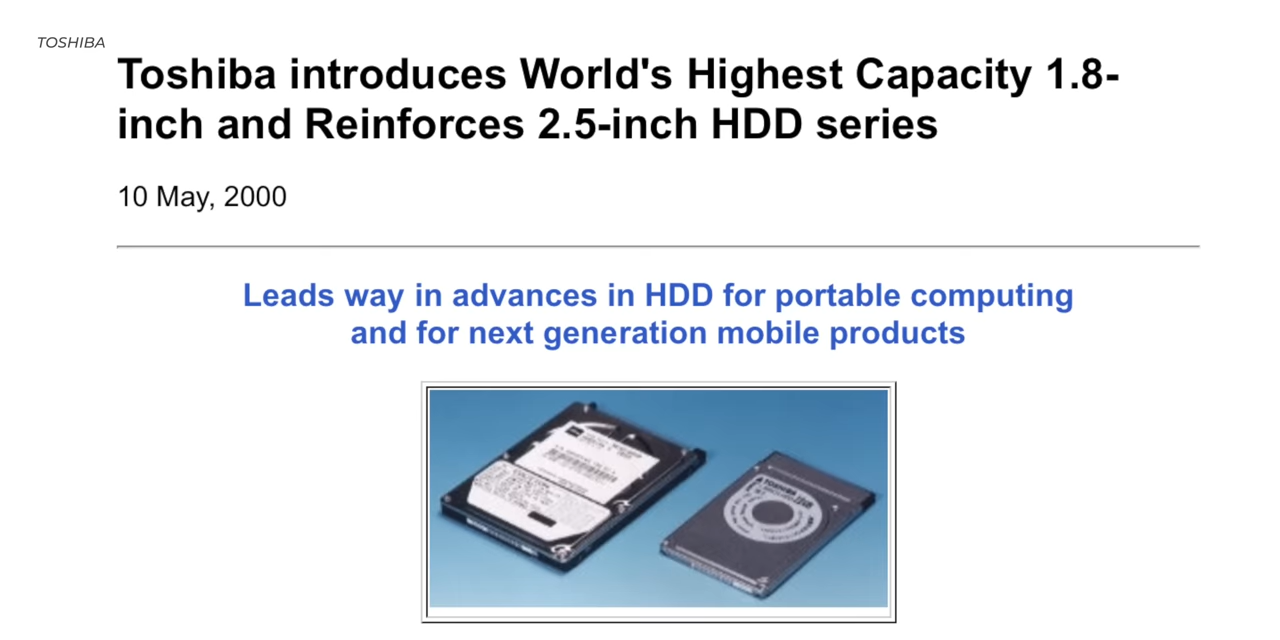 TOSHIBA
Toshiba introduces World's Highest Capacity 1.8-
inch and Reinforces 2.5-inch HDD series
10 May, 2000
Leads way in advances in HDD for portable computing
and for next generation mobile products